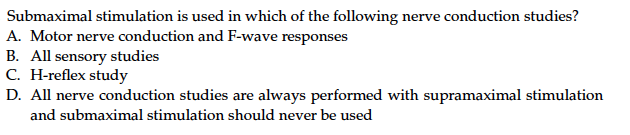 Submaximal stimulation is used in which of the following nerve conduction studies?
A. Motor nerve conduction and F-wave responses
B. All sensory studies
C. H-reflex study
D. All nerve conduction studies are always performed with supramaximal stimulation
and submaximal stimulation should never be used